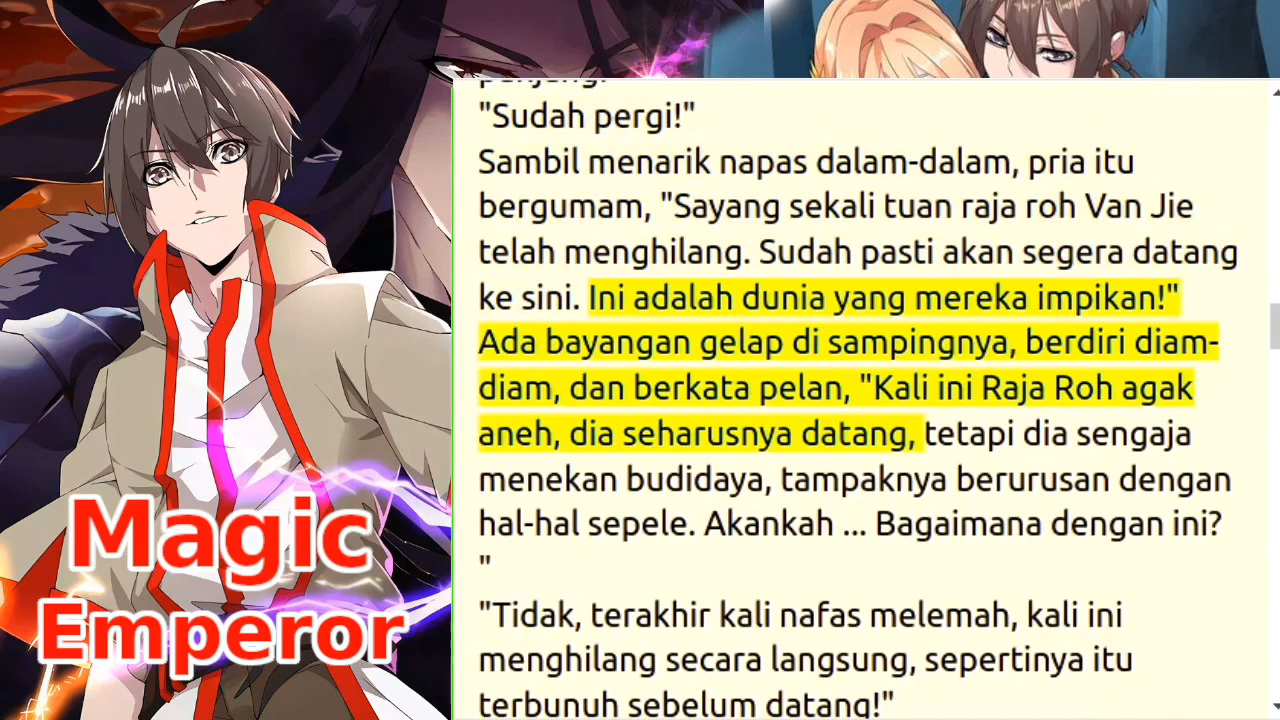 "Sudah pergi!"
Sambil menarik napas dalam-dalam, pria itu
bergumam, "Sayang sekali tuan raja roh Van Jie
telah menghilang. Sudah pasti akan segera datang
ke sini. Ini adalah dunia yang mereka impikan!"
Ada bayangan gelap di sampingnya, berdiri diam-
diam, dan berkata pelan, "Kali ini Raja Roh agak
aneh, dia seharusnya datang, tetapi dia sengaja
menekan budidaya, tampaknya berurusan dengan
hal-hal sepele. Akankah ... Bagaimana dengan ini?
"
"Tidak, terakhir kali nafas melemah, kali ini
menghilang secara langsung, sepertinya itu
terbunuh sebelum datang!"
Magic
Emperor